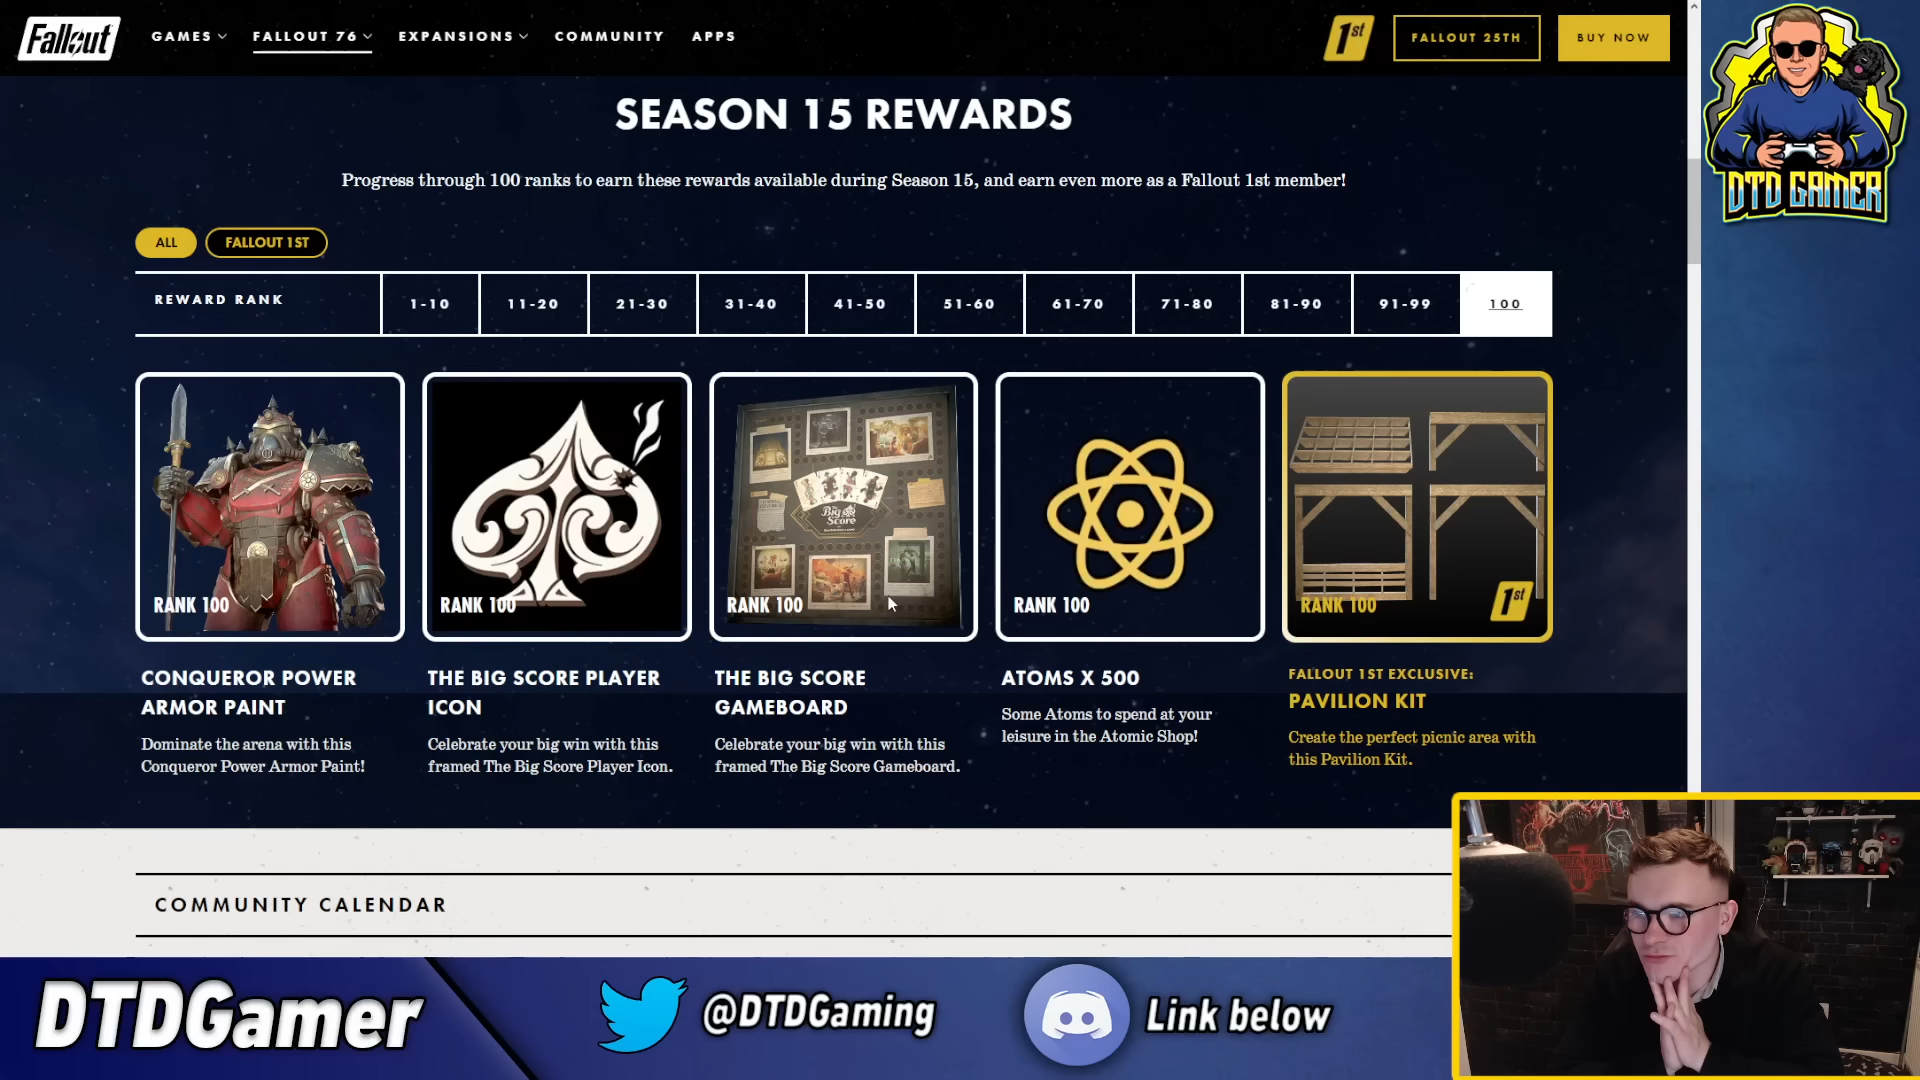 Fallout
GAMES
FALLOUT 76
EXPANSIONS
COMMUNITY
APPS
1st
FALLOUT 25TH
BUY NOW
DTD GAMER
SEASON 15 REWARDS
Progress through 100 ranks to earn these rewards available during Season 15, and earn even more as a Fallout 1st member!
ALL
FALLOUT 1ST
REWARD RANK
1-10
11-20
21-30
31-40
41-50
51-60
61-70
71-80
81-90
91-99
100
RANK 100
RANK 100
The
Big
Score
RANK 100
RANK 100
RANK 100
1st
CONQUEROR POWER
ARMOR PAINT
Dominate the arena with this
Conqueror Power Armor Paint!
THE BIG SCORE PLAYER
ICON
Celebrate your big win with this
framed The Big Score Player Icon.
THE BIG SCORE
GAMEBOARD
Celebrate your big win with this
framed The Big Score Gameboard.
ATOMS X 500
Some Atoms to spend at your
leisure in the Atomic Shop!
FALLOUT 1ST EXCLUSIVE:
PAVILION KIT
Create the perfect picnic area with
this Pavilion Kit.
COMMUNITY CALENDAR
DTDGamer
@DTDGaming
Link below